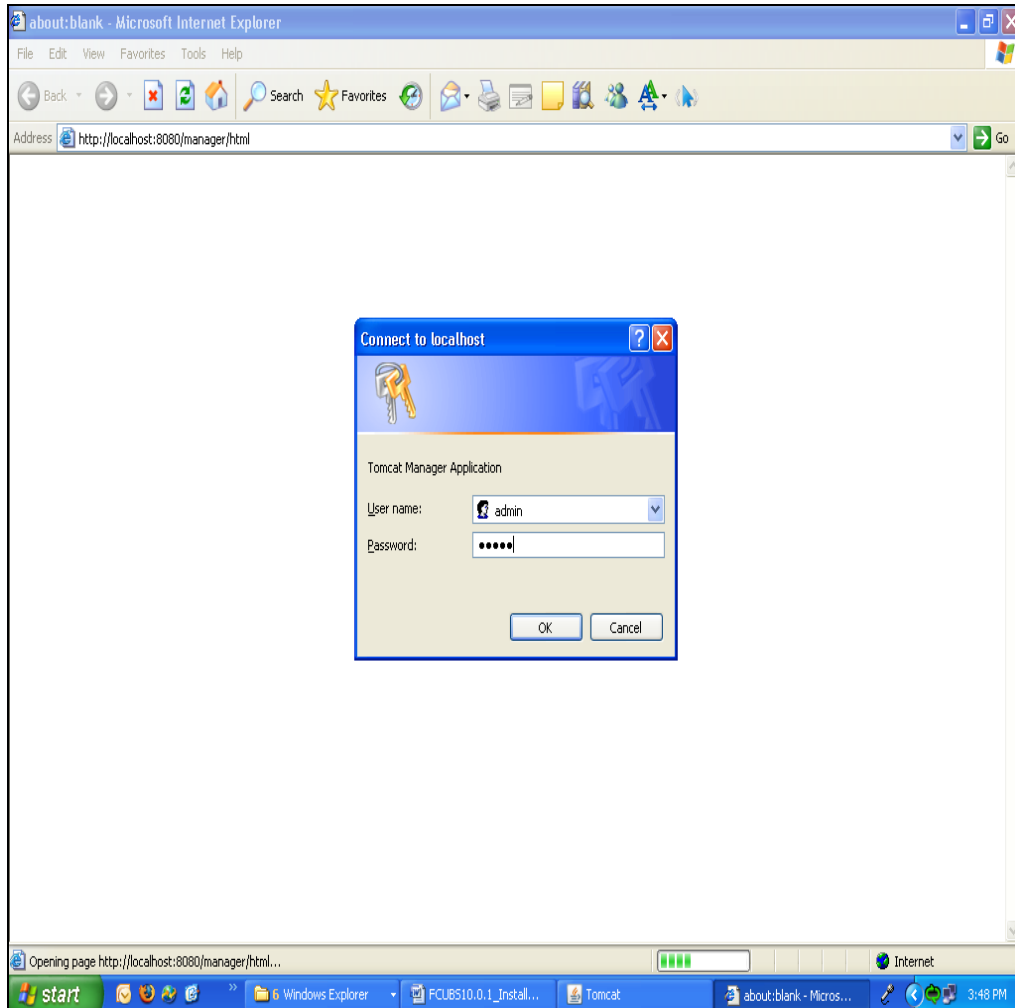 about:blank - Microsoft Internet Explorer
File Edit View Favorites Tools Help
Back Search Favorites
Address http://localhost:8080/manager/html Go
Connect to localhost
Tomcat Manager Application
User name: admin
Password: •••••
OK Cancel
Opening page http://localhost:8080/manager/html... Internet
start 6 Windows Explorer FCUBS10.0.1_Install... Tomcat about:blank - Micros... 3:48 PM